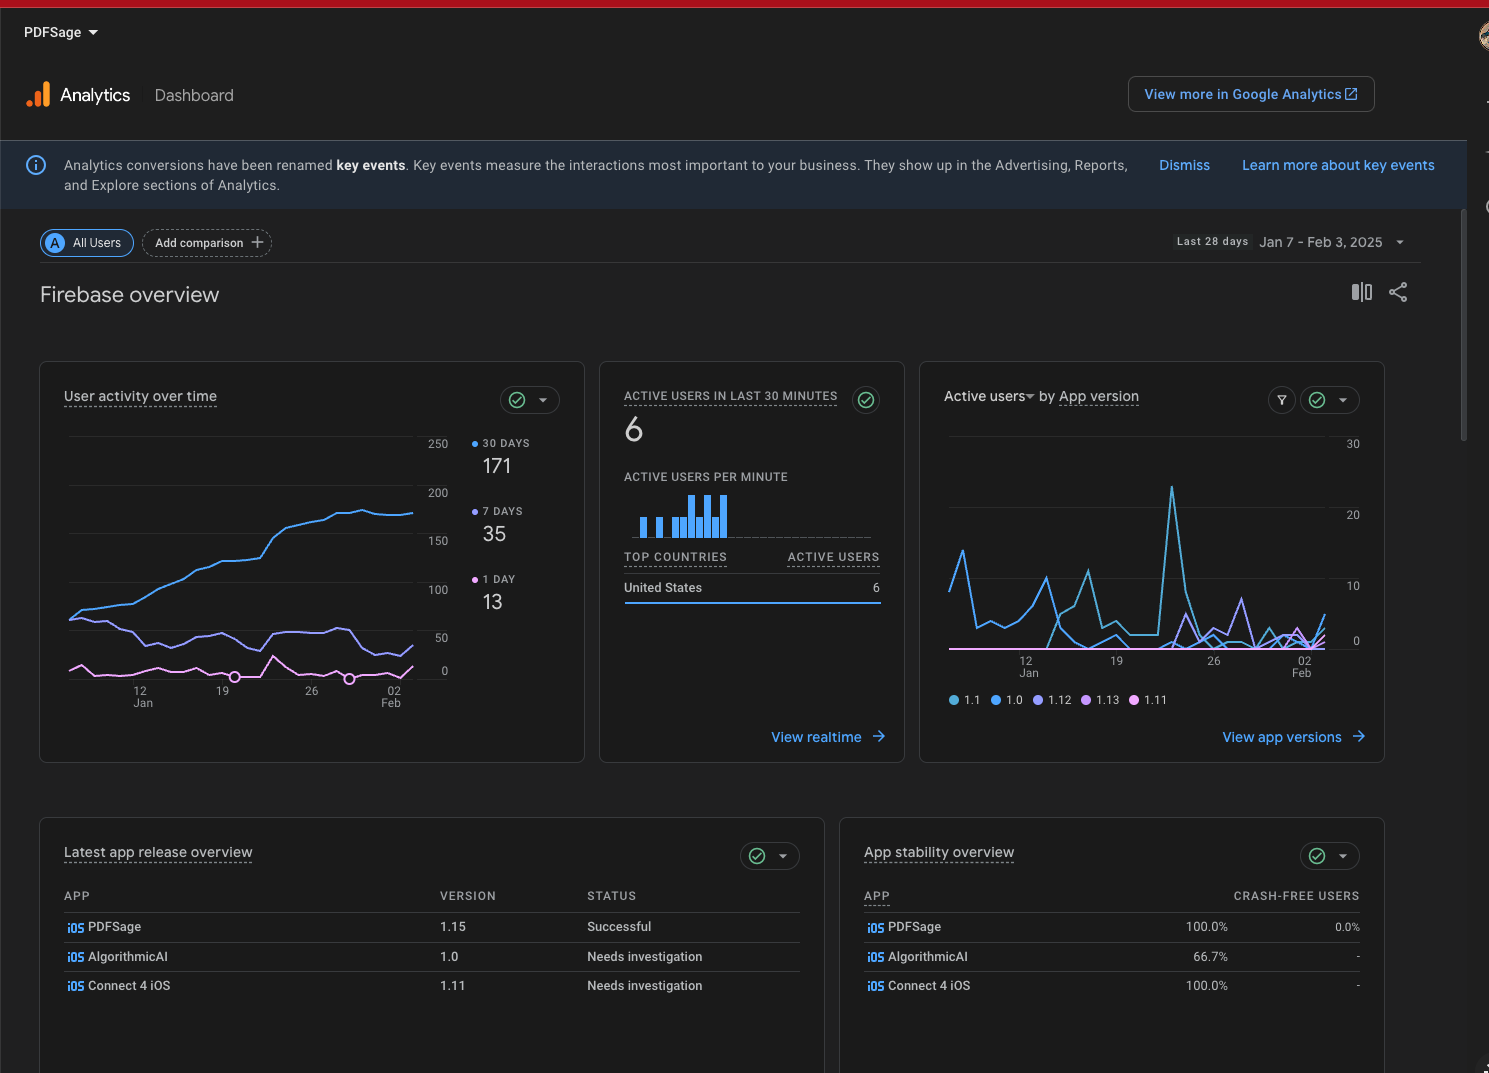 PDFSage
Analytics Dashboard
View more in Google Analytics
Analytics conversions have been renamed key events. Key events measure the interactions most important to your business. They show up in the Advertising, Reports,
and Explore sections of Analytics.
Dismiss
Learn more about key events
A All Users
Add comparison
Last 28 days Jan 7 - Feb 3, 2025
Firebase overview
User activity over time
250
200
150
100
50
0
12
Jan
19
26
02
Feb
30 DAYS
171
7 DAYS
35
1 DAY
13
ACTIVE USERS IN LAST 30 MINUTES
6
ACTIVE USERS PER MINUTE
TOP COUNTRIES ACTIVE USERS
United States 6
View realtime
Active users by App version
30
20
10
0
12
Jan
19
26
02
Feb
1.1 1.0 1.12 1.13 1.11
View app versions
Latest app release overview
APP VERSION STATUS
iOS PDFSage 1.15 Successful
iOS AlgorithmicAI 1.0 Needs investigation
iOS Connect 4 iOS 1.11 Needs investigation
App stability overview
APP CRASH-FREE USERS
iOS PDFSage 100.0% 0.0%
iOS AlgorithmicAI 66.7% -
iOS Connect 4 iOS 100.0% -